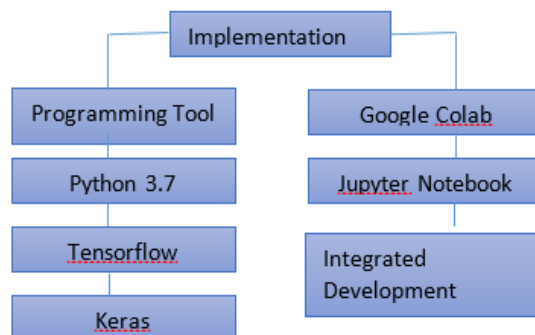 Implementation
Programming Tool
Google Colab
Python 3.7
Jupyter Notebook
Tensorflow
Integrated
Development
Keras